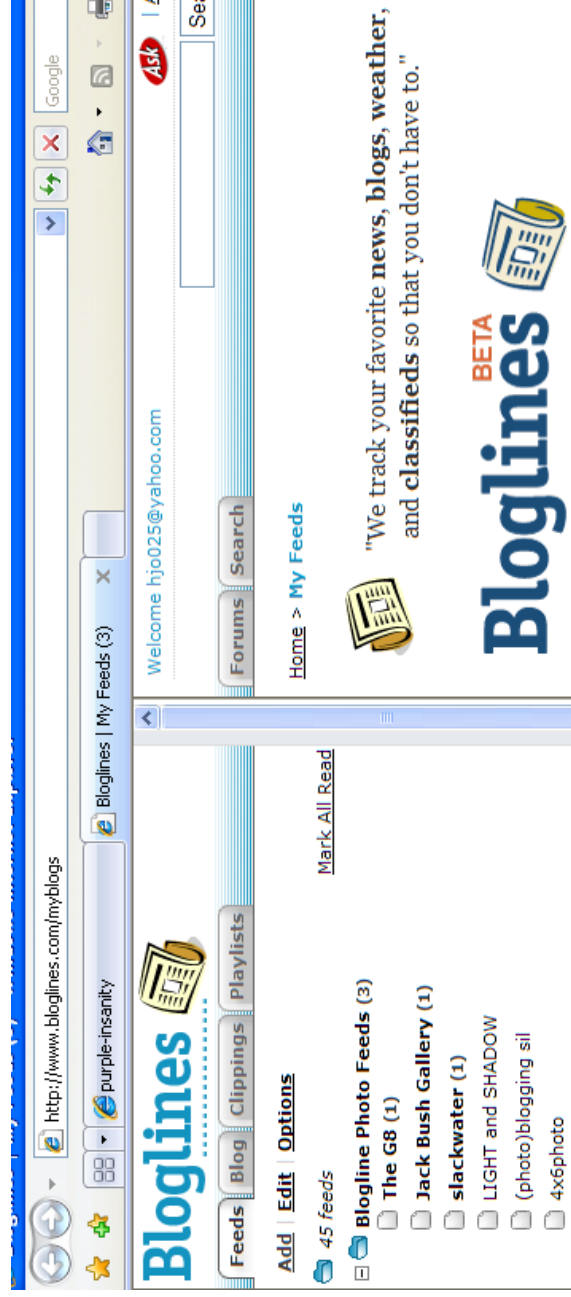 http://www.bloglines.com/myblogs
Google
purple-insanity
Bloglines | My Feeds (3)
Bloglines
Welcome hjo025@yahoo.com
Ask
Feeds
Blog
Clippings
Playlists
Forums
Search
Add | Edit | Options
45 feeds
Mark All Read
Blogline Photo Feeds (3)
The G8 (1)
Jack Bush Gallery (1)
slackwater (1)
LIGHT and SHADOW
(photo)blogging sil
4x6photo
Home > My Feeds
"We track your favorite news, blogs, weather,
and classifieds so that you don't have to."
Bloglines BETA